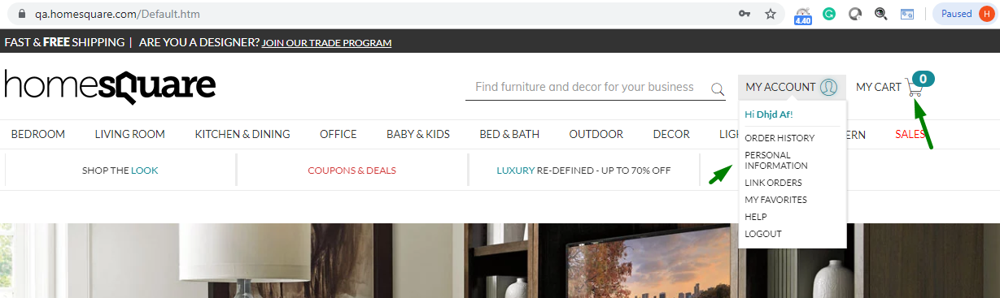 qa.homesquare.com/Default.htm
4.40
Paused
H
FAST & FREE SHIPPING | ARE YOU A DESIGNER? JOIN OUR TRADE PROGRAM
homesquare
Find furniture and decor for your business
MY ACCOUNT
MY CART
0
Hi Dhjd Af!
ORDER HISTORY
PERSONAL
INFORMATION
LINK ORDERS
MY FAVORITES
HELP
LOGOUT
BEDROOM LIVING ROOM KITCHEN & DINING OFFICE BABY & KIDS BED & BATH OUTDOOR DECOR LIG ERN SALES
SHOP THE LOOK
COUPONS & DEALS
LUXURY RE-DEFINED - UP TO 70% OFF